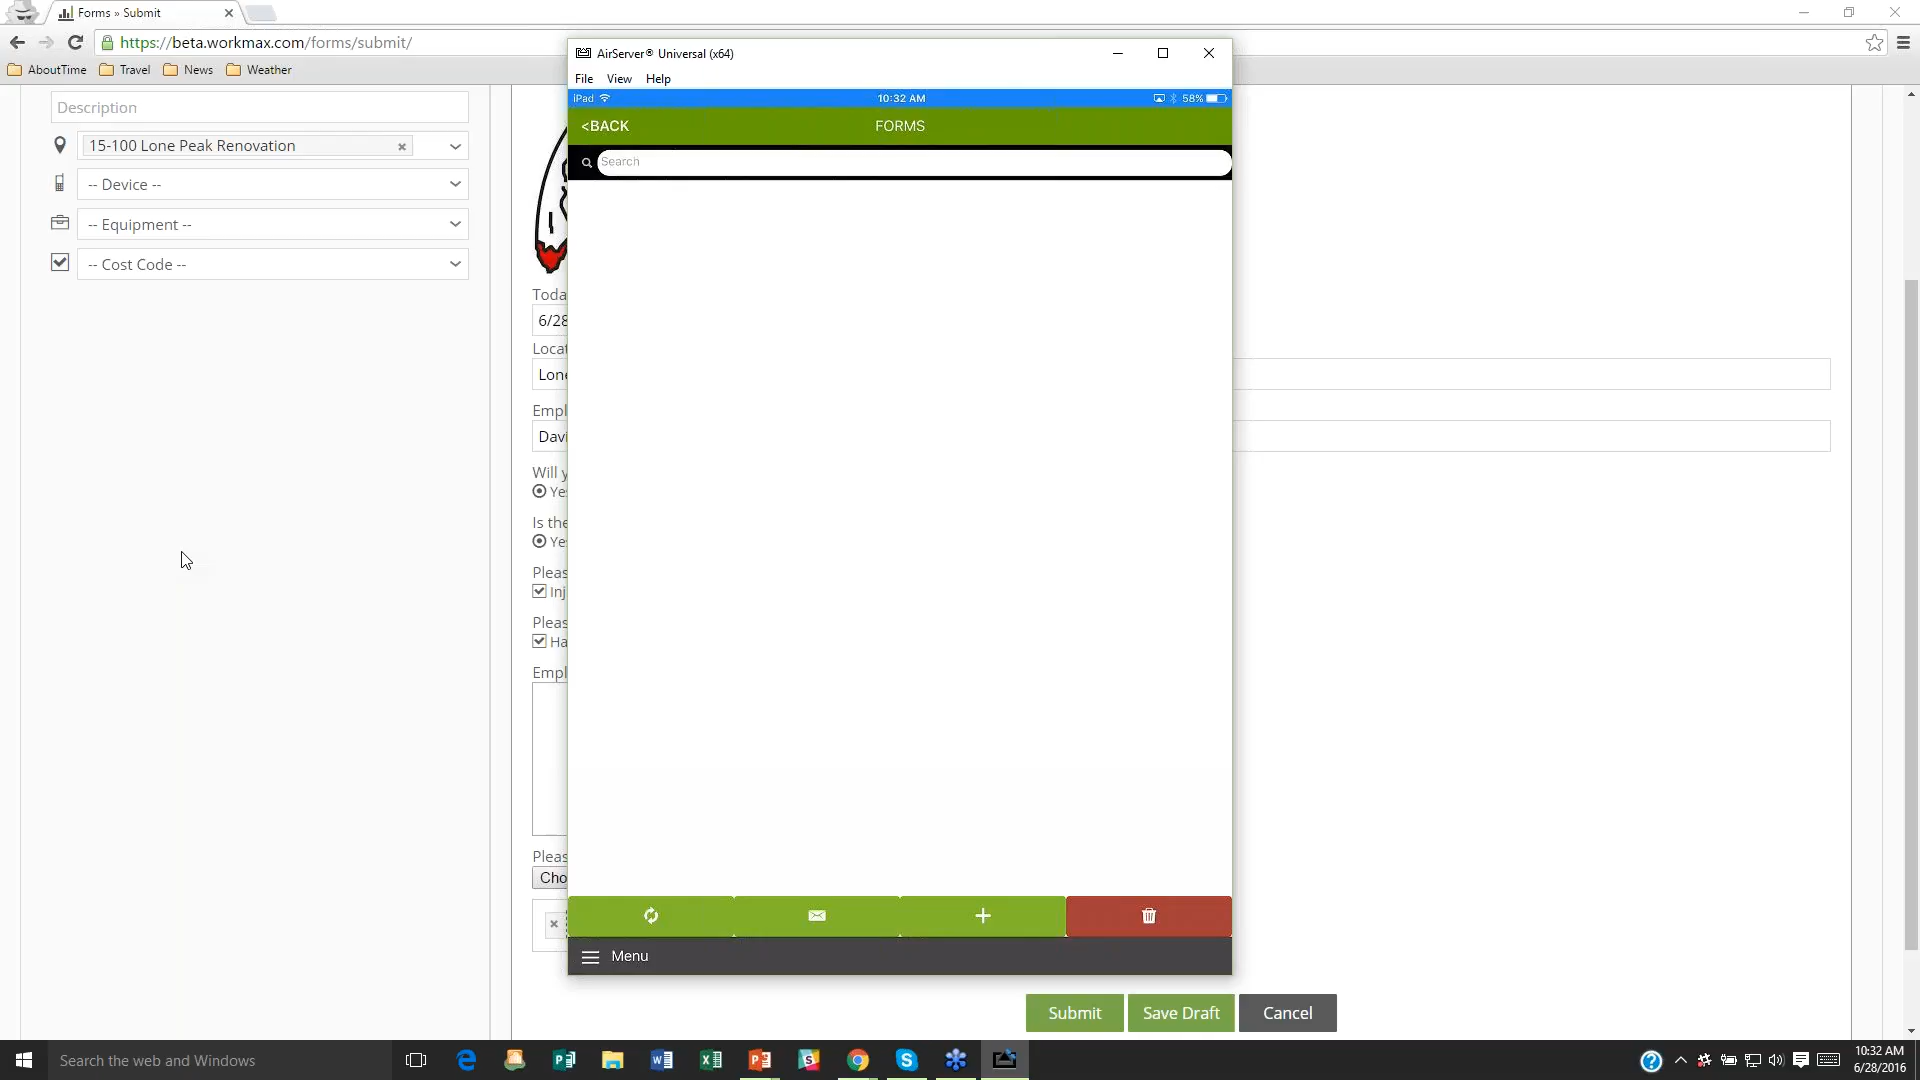 Forms » Submit
https://beta.workmax.com/forms/submit/
AboutTime Travel News Weather
Description
15-100 Lone Peak Renovation
-- Device --
-- Equipment --
-- Cost Code --
AirServer® Universal (x64)
File View Help
iPad 10:32 AM 58%
<BACK FORMS
Search
Toda
6/28
Locat
Lone
Empl
Davi
Will y
Yes
Is the
Yes
Pleas
Inj
Pleas
Ha
Empl
Pleas
Cho
Menu
Submit Save Draft Cancel
Search the web and Windows
10:32 AM
6/28/2016